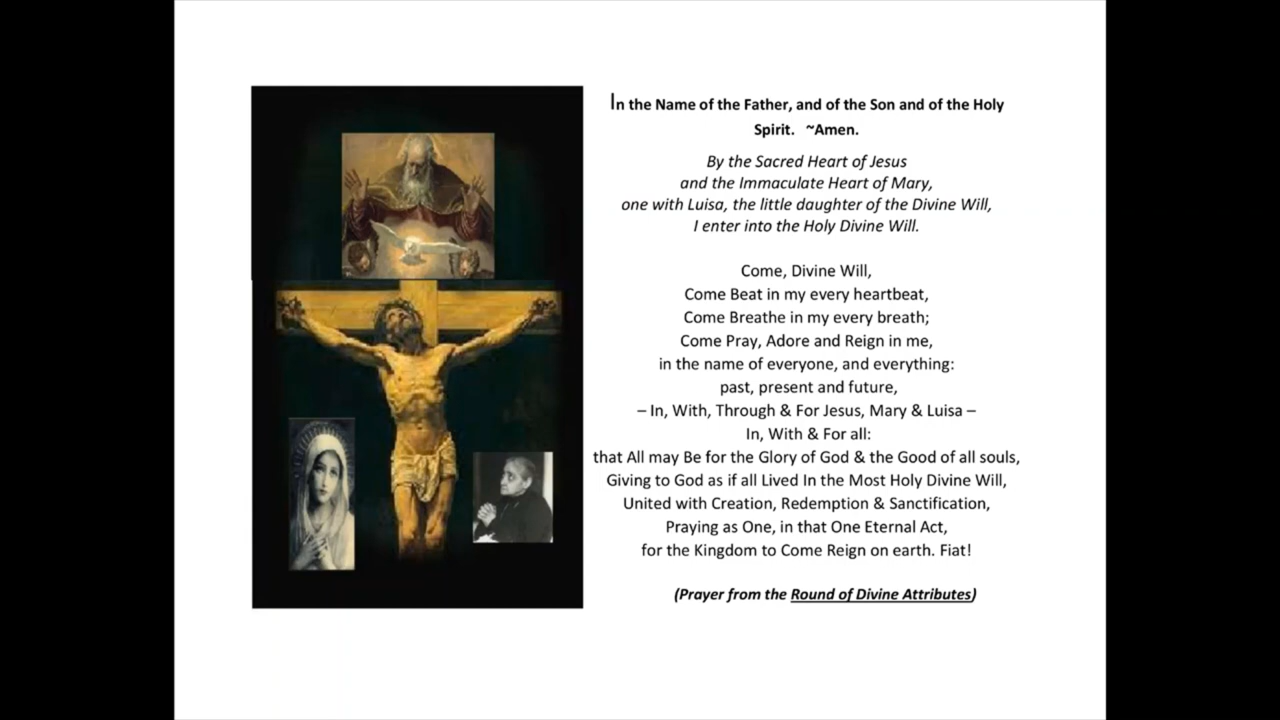 In the Name of the Father, and of the Son and of the Holy
Spirit.   ~Amen.
By the Sacred Heart of Jesus
and the Immaculate Heart of Mary,
one with Luisa, the little daughter of the Divine Will,
I enter into the Holy Divine Will.
Come, Divine Will,
Come Beat in my every heartbeat,
Come Breathe in my every breath;
Come Pray, Adore and Reign in me,
in the name of everyone, and everything:
past, present and future,
– In, With, Through & For Jesus, Mary & Luisa –
In, With & For all:
that All may Be for the Glory of God & the Good of all souls,
Giving to God as if all Lived In the Most Holy Divine Will,
United with Creation, Redemption & Sanctification,
Praying as One, in that One Eternal Act,
for the Kingdom to Come Reign on earth. Fiat!
(Prayer from the Round of Divine Attributes)